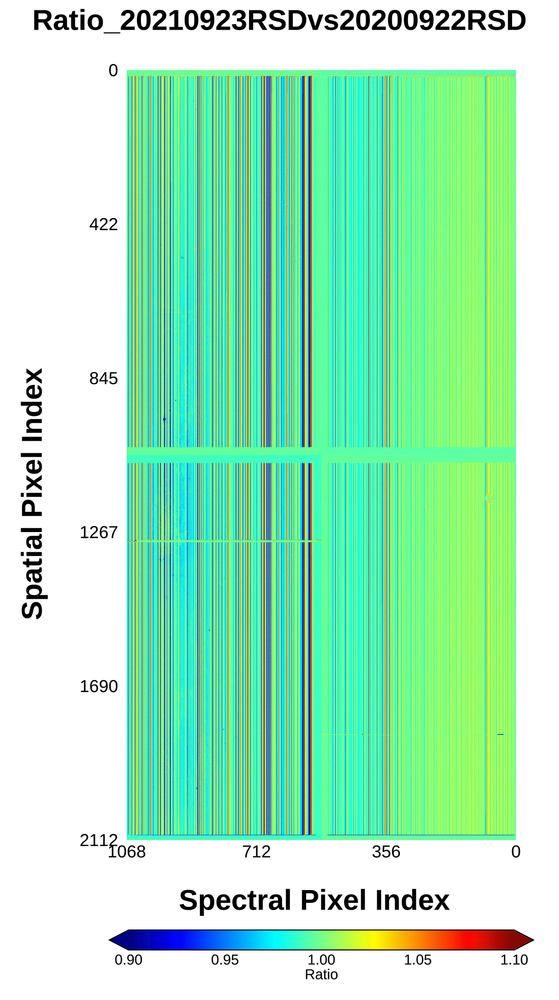 Ratio_20210923RSDvs20200922RSD
0
422
845
1267
1690
2112
Spatial Pixel Index
1068 712 356 0
Spectral Pixel Index
0.90 0.95 1.00 1.05 1.10
Ratio